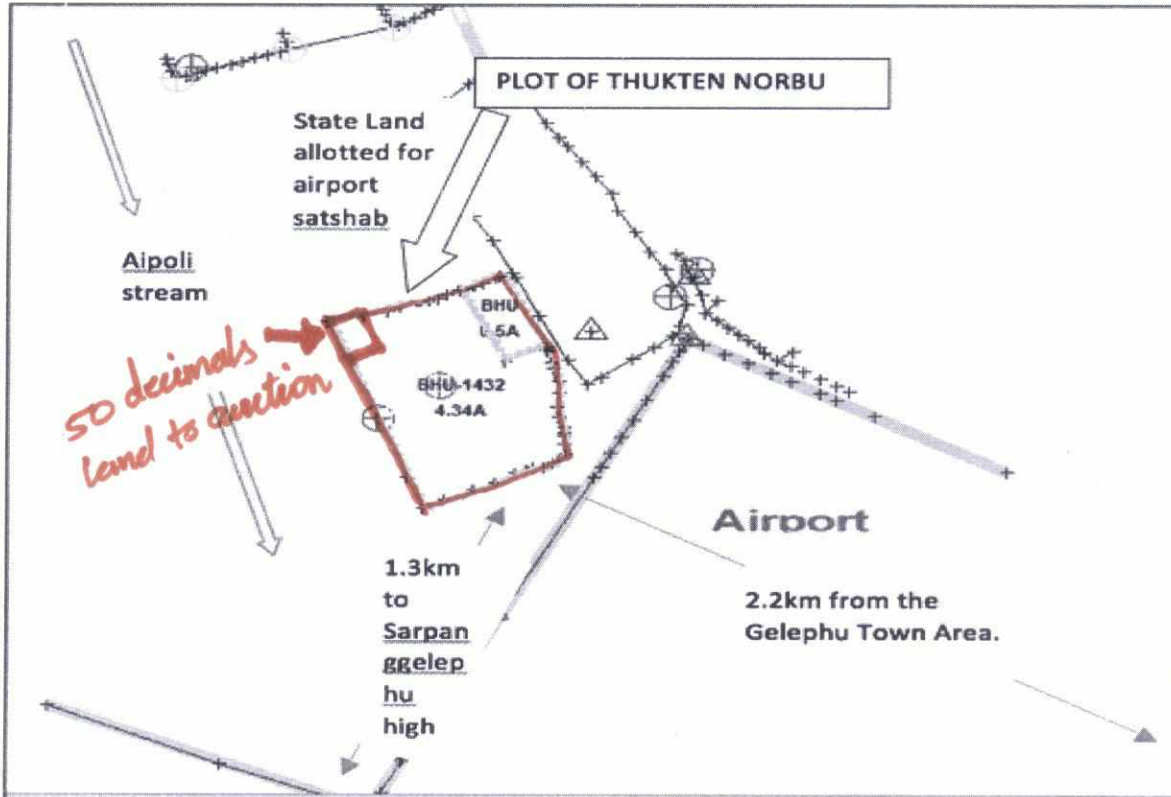 PLOT OF THUKTEN NORBU
State Land
allotted for
airport
satshab
Aipoli
stream
BHU
5A
50 decimals
land to auction
BHU-1432
4.34A
Airport
1.3km
to
Sarpan
ggelep
hu
high
2.2km from the
Gelephu Town Area.